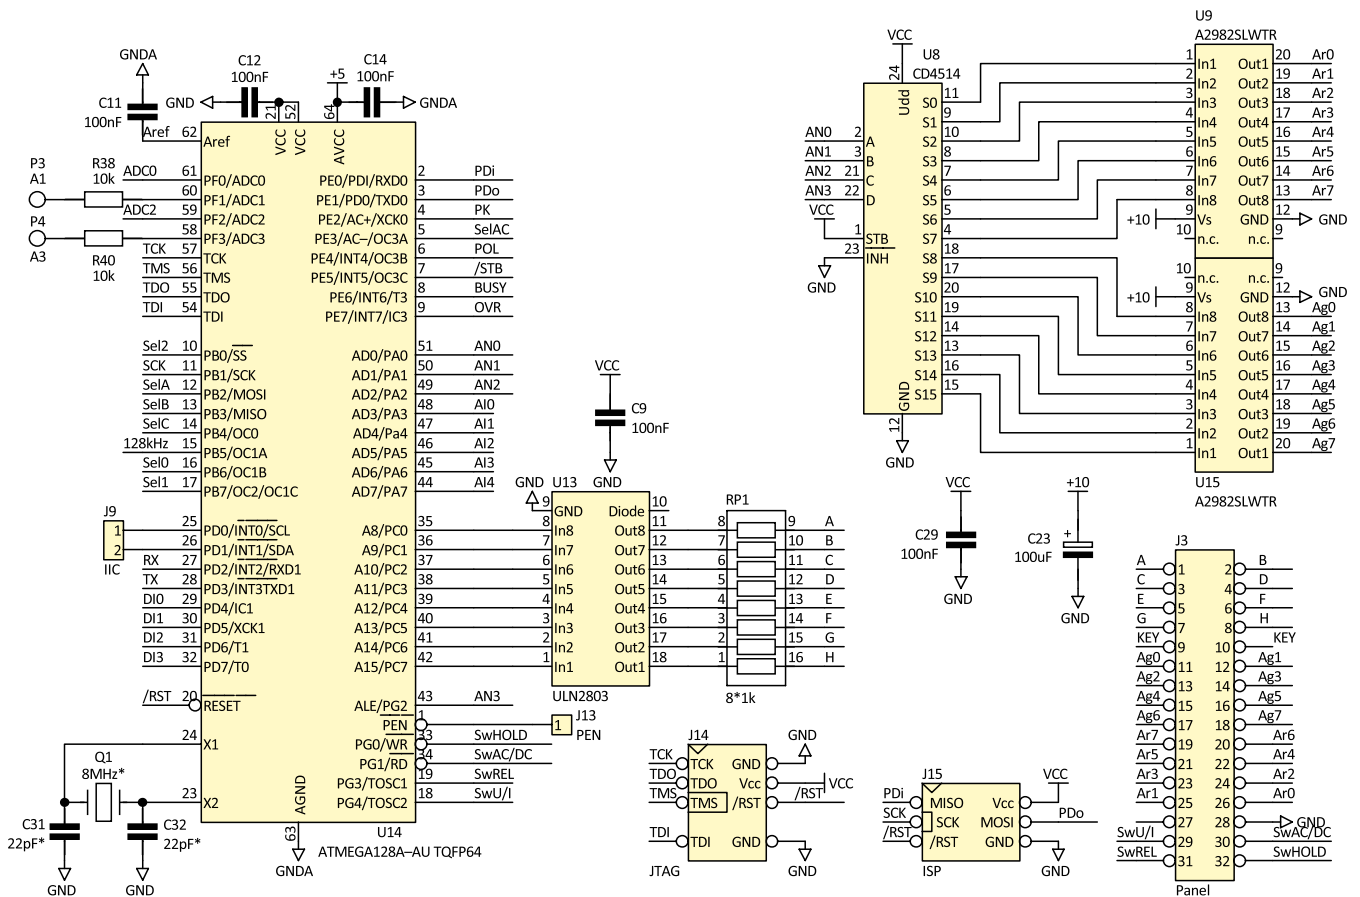 GNDA
C12
100nF
+5
C14
100nF
GND
GNDA
C11
100nF
21
52
64
VCC
VCC
AVCC
Aref
62
Aref
P3
A1
R38
10k
P4
A3
R40
10k
ADC0 61 PF0/ADC0
60 PF1/ADC1
ADC2 59 PF2/ADC2
58 PF3/ADC3
TCK 57 TCK
TMS 56 TMS
TDO 55 TDO
TDI 54 TDI
Sel2 10 PB0/SS
SCK 11 PB1/SCK
SelA 12 PB2/MOSI
SelB 13 PB3/MISO
SelC 14 PB4/OC0
128kHz 15 PB5/OC1A
Sel0 16 PB6/OC1B
Sel1 17 PB7/OC2/OC1C
J9
1
2
IIC
25 PD0/INT0/SCL
26 PD1/INT1/SDA
RX 27 PD2/INT2/RXD1
TX 28 PD3/INT3TXD1
DI0 29 PD4/IC1
DI1 30 PD5/XCK1
DI2 31 PD6/T1
DI3 32 PD7/T0
/RST 20 RESET
24 X1
Q1
8MHz*
23 X2
C31
22pF*
C32
22pF*
GND
GND
AGND
63
GNDA
U14
ATMEGA128A–AU TQFP64
PE0/PDI/RXD0 2 PDi
PE1/PD0/TXD0 3 PDo
PE2/AC+/XCK0 4 PK
PE3/AC–/OC3A 5 SelAC
PE4/INT4/OC3B 6 POL
PE5/INT5/OC3C 7 /STB
PE6/INT6/T3 8 BUSY
PE7/INT7/IC3 9 OVR
AD0/PA0 51 AN0
AD1/PA1 50 AN1
AD2/PA2 49 AN2
AD3/PA3 48 AI0
AD4/Pa4 47 AI1
AD5/PA5 46 AI2
AD6/PA6 45 AI3
AD7/PA7 44 AI4
A8/PC0 35
A9/PC1 36
A10/PC2 37
A11/PC3 38
A12/PC4 39
A13/PC5 40
A14/PC6 41
A15/PC7 42
ALE/PG2 43 AN3
PEN 1
PG0/WR 33 SwHOLD
PG1/RD 34 SwAC/DC
PG3/TOSC1 19 SwREL
PG4/TOSC2 18 SwU/I
J13
1
PEN
VCC
C9
100nF
GND
GND
U13
9 GND Diode 10
8 In8 Out8 11
7 In7 Out7 12
6 In6 Out6 13
5 In5 Out5 14
4 In4 Out4 15
3 In3 Out3 16
2 In2 Out2 17
1 In1 Out1 18
ULN2803
RP1
8 9 A
7 10 B
6 11 C
5 12 D
4 13 E
3 14 F
2 15 G
1 16 H
8*1k
J14
TCK TCK GND GND
TDO TDO Vcc VCC
TMS TMS /RST /RST
TDI TDI GND GND
JTAG
J15
PDi MISO Vcc VCC
SCK SCK MOSI PDo
/RST /RST GND GND
ISP
VCC
24
U8
CD4514
Udd
AN0 2 A
AN1 3 B
AN2 21 C
AN3 22 D
VCC
1 STB
23 INH
GND
S0 11
S1 9
S2 10
S3 8
S4 7
S5 6
S6 5
S7 4
S8 18
S9 17
S10 20
S11 19
S12 14
S13 13
S14 16
S15 15
GND
12
GND
U9
A2982SLWTR
1 In1 Out1 20 Ar0
2 In2 Out2 19 Ar1
3 In3 Out3 18 Ar2
4 In4 Out4 17 Ar3
5 In5 Out5 16 Ar4
6 In6 Out6 15 Ar5
7 In7 Out7 14 Ar6
8 In8 Out8 13 Ar7
+10 9 Vs GND 12 GND
10 n.c. n.c. 9
10 n.c. n.c. 9
+10 9 Vs GND 12 GND
8 In8 Out8 13 Ag0
7 In7 Out7 14 Ag1
6 In6 Out6 15 Ag2
5 In5 Out5 16 Ag3
4 In4 Out4 17 Ag4
3 In3 Out3 18 Ag5
2 In2 Out2 19 Ag6
1 In1 Out1 20 Ag7
U15
A2982SLWTR
VCC
C29
100nF
GND
+10
+
C23
100uF
GND
J3
A 1 2 B
C 3 4 D
E 5 6 F
G 7 8 H
KEY 9 10 KEY
Ag0 11 12 Ag1
Ag2 13 14 Ag3
Ag4 15 16 Ag5
Ag6 17 18 Ag7
Ar7 19 20 Ar6
Ar5 21 22 Ar4
Ar3 23 24 Ar2
Ar1 25 26 Ar0
27 28 GND
SwU/I 29 30 SwAC/DC
SwREL 31 32 SwHOLD
Panel